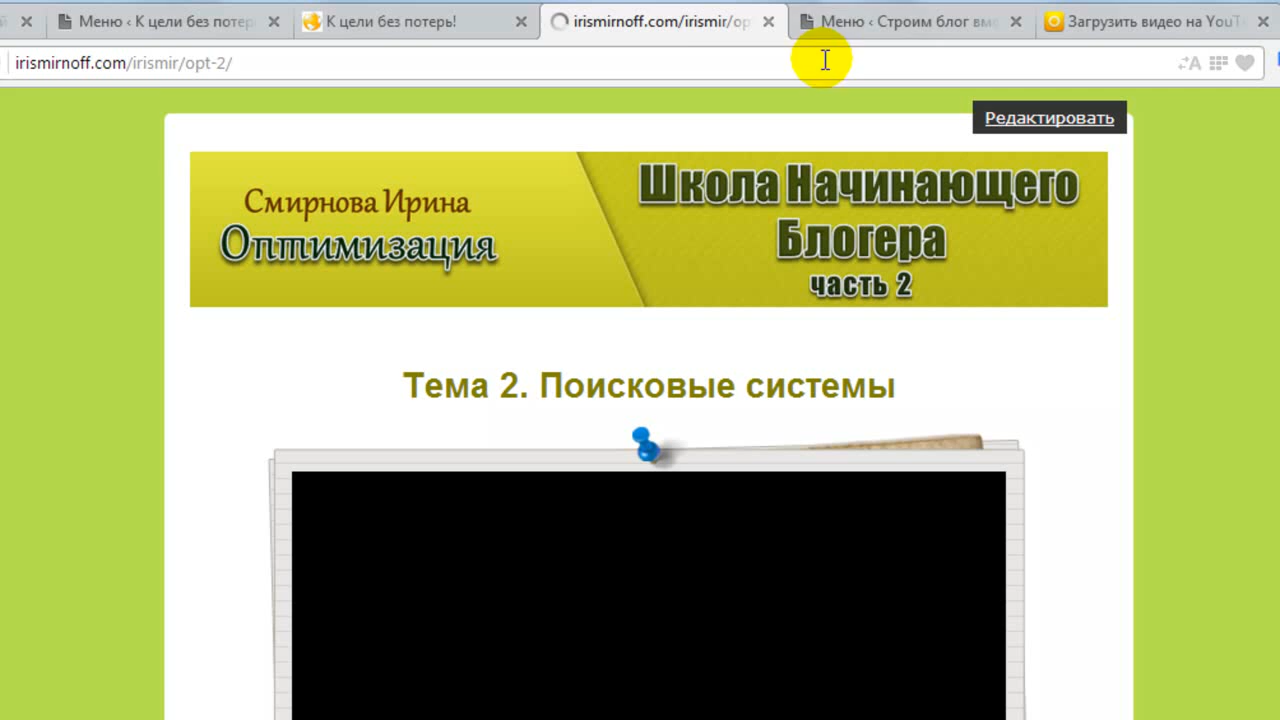 й
Меню ‹ К цели без потер
К цели без потерь!
irismirnoff.com/irismir/op
Меню ‹ Строим блог вм
Загрузить видео на YouT
irismirnoff.com/irismir/opt-2/
Редактировать
Смирнова Ирина
Оптимизация
Школа Начинающего
Блогера
часть 2
Тема 2. Поисковые системы